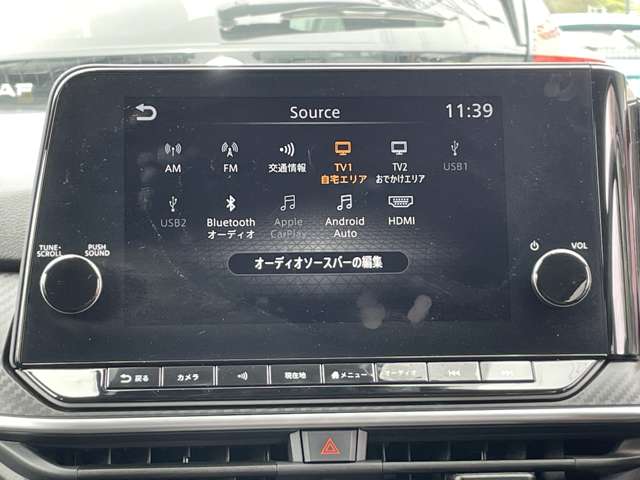 AF
Source
11:39
AM
FM
交通情報
TV1
自宅エリア
TV2
おでかけエリア
USB1
USB2
Bluetooth
オーディオ
Apple
CarPlay
Android
Auto
HDMI
オーディオソースバーの編集
TUNE・
SCROLL
PUSH
SOUND
VOL
戻る
カメラ
現在地
メニュー
オーディオ